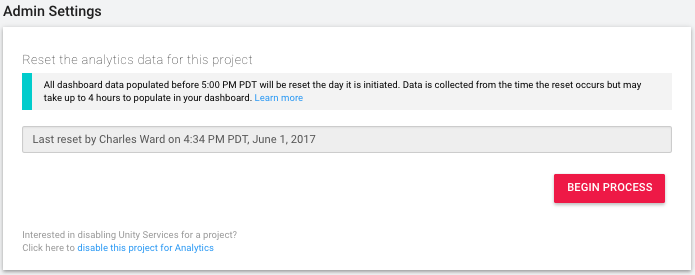 Admin Settings
Reset the analytics data for this project
All dashboard data populated before 5:00 PM PDT will be reset the day it is initiated. Data is collected from the time the reset occurs but may
take up to 4 hours to populate in your dashboard. Learn more
Last reset by Charles Ward on 4:34 PM PDT, June 1, 2017
BEGIN PROCESS
Interested in disabling Unity Services for a project?
Click here to disable this project for Analytics